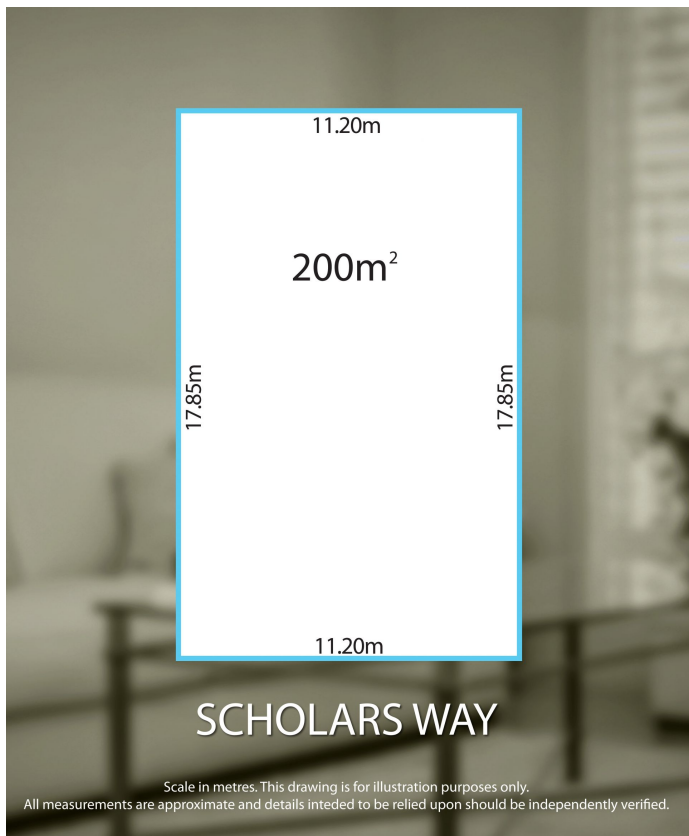 11.20m
200m²
17.85m
17.85m
11.20m
SCHOLARS WAY
Scale in metres. This drawing is for illustration purposes only.
All measurements are approximate and details inteded to be relied upon should be independently verified.